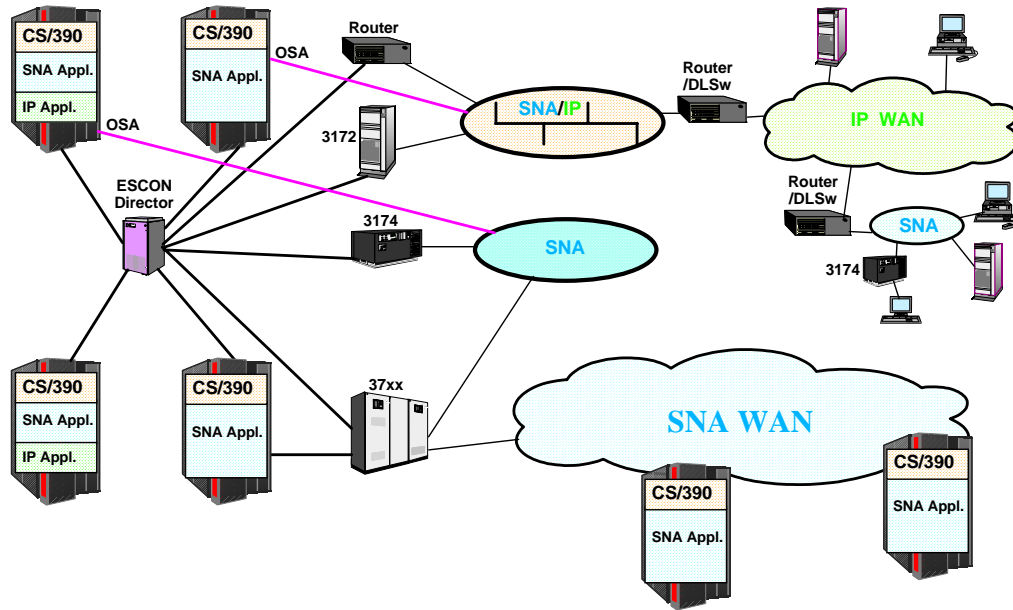 CS/390
SNA Appl.
IP Appl.
OSA
CS/390
SNA Appl.
OSA
Router
3172
SNA/IP
Router
/DLSw
IP WAN
ESCON
Director
3174
SNA
Router
/DLSw
SNA
3174
CS/390
SNA Appl.
IP Appl.
CS/390
SNA Appl.
37xx
SNA WAN
CS/390
SNA Appl.
CS/390
SNA Appl.